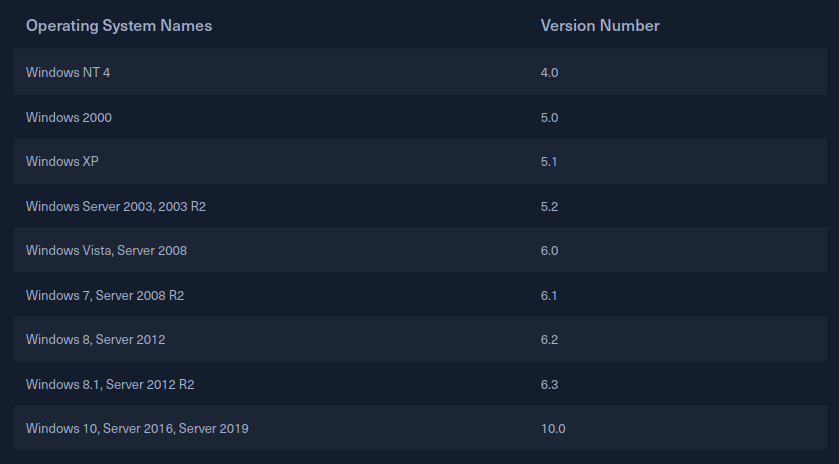 Operating System Names Version Number
Windows NT 4 4.0
Windows 2000 5.0
Windows XP 5.1
Windows Server 2003, 2003 R2 5.2
Windows Vista, Server 2008 6.0
Windows 7, Server 2008 R2 6.1
Windows 8, Server 2012 6.2
Windows 8.1, Server 2012 R2 6.3
Windows 10, Server 2016, Server 2019 10.0